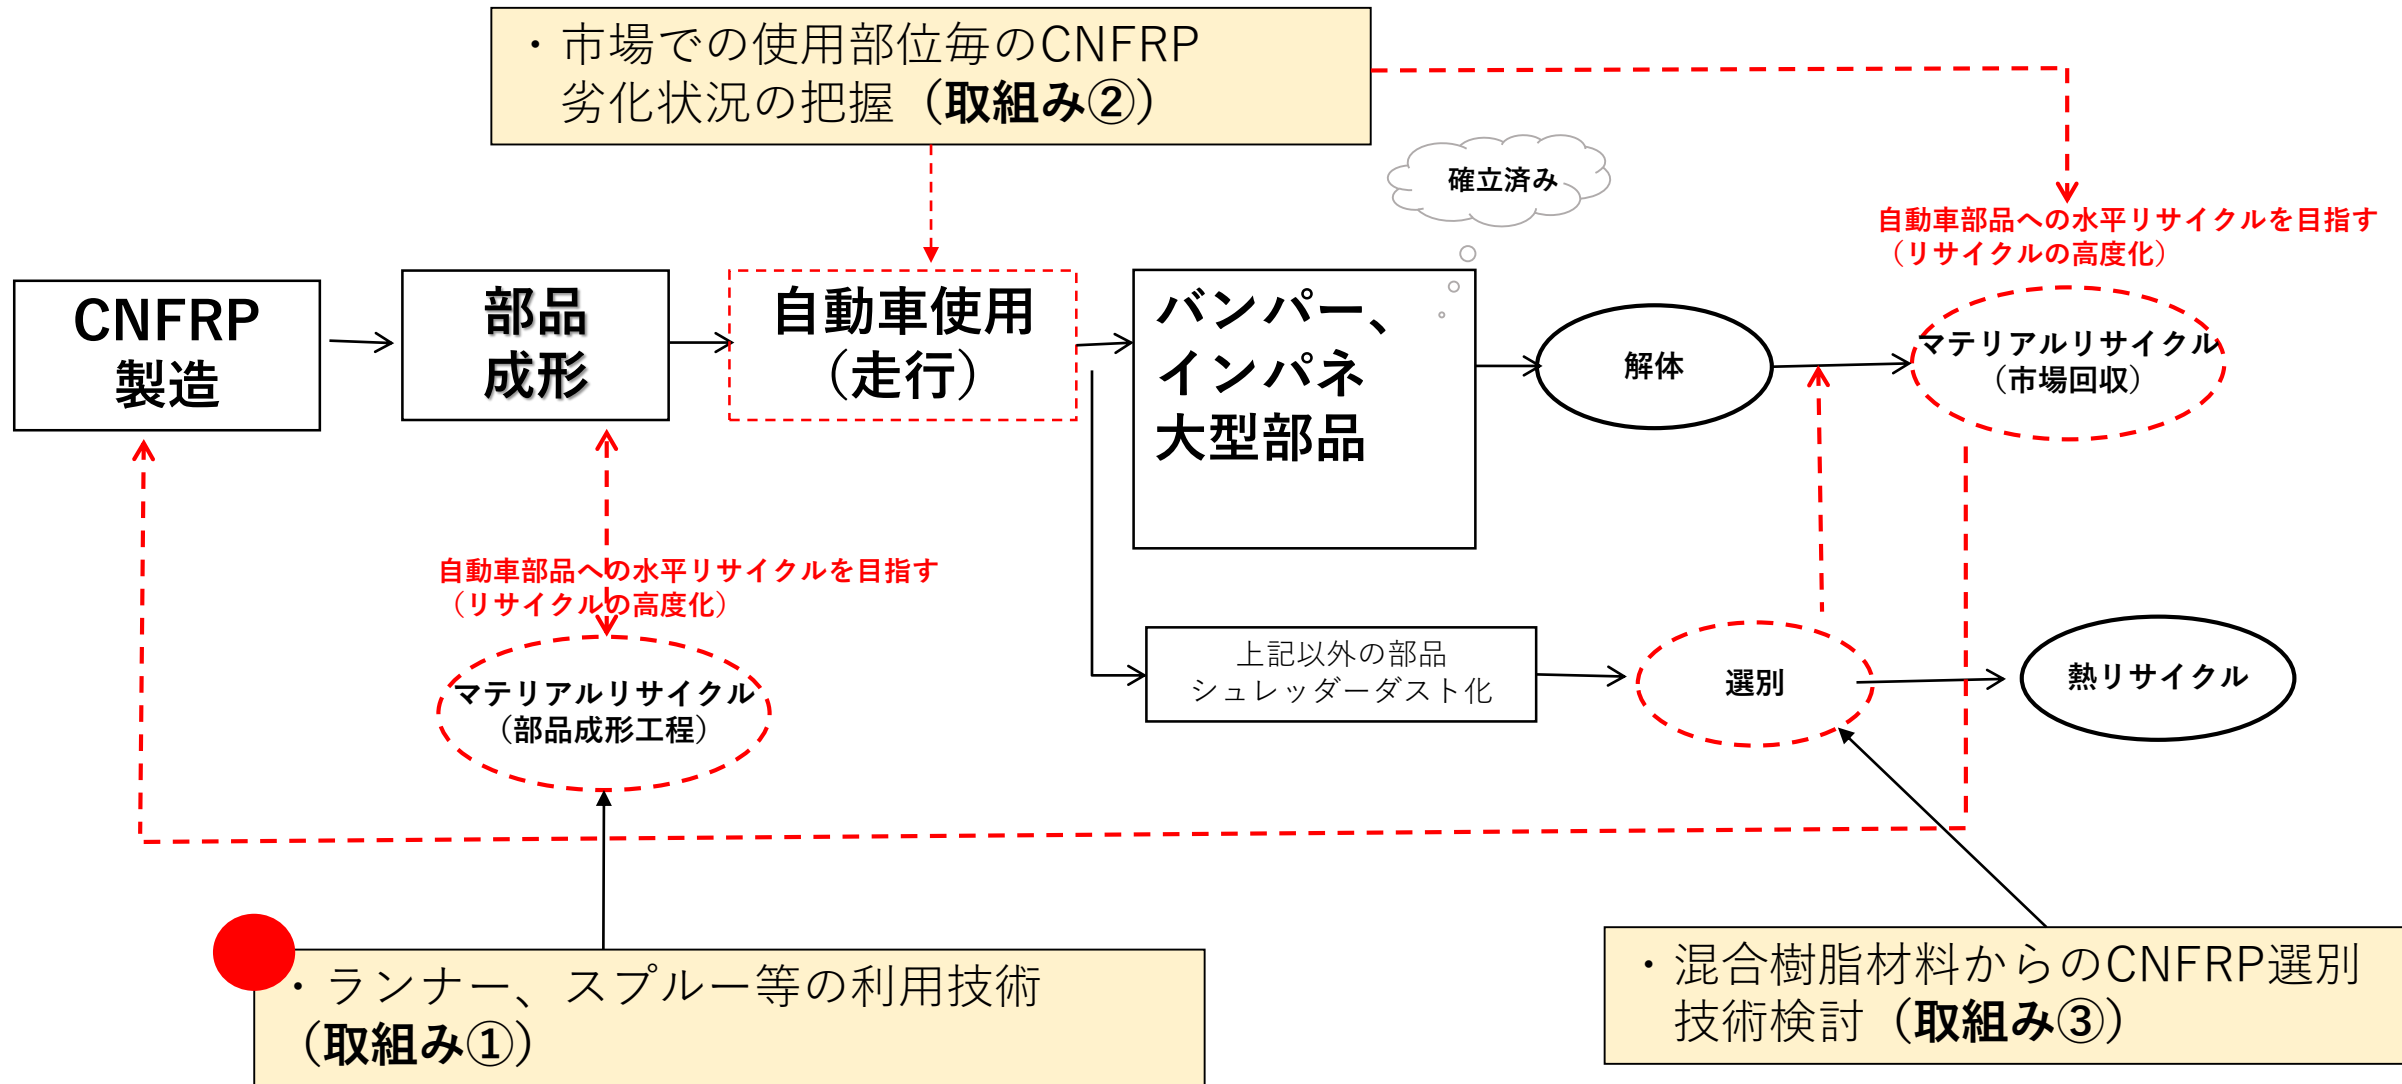 ・市場での使用部位毎のCNFRP
劣化状況の把握（取組み②）
確立済み
自動車部品への水平リサイクルを目指す
（リサイクルの高度化）
CNFRP
製造
部品
成形
自動車使用
（走行）
バンパー、
インパネ
大型部品
解体
マテリアルリサイクル
（市場回収）
自動車部品への水平リサイクルを目指す
（リサイクルの高度化）
マテリアルリサイクル
（部品成形工程）
上記以外の部品
シュレッダーダスト化
選別
熱リサイクル
・ランナー、スプルー等の利用技術
（取組み①）
・混合樹脂材料からのCNFRP選別
技術検討（取組み③）